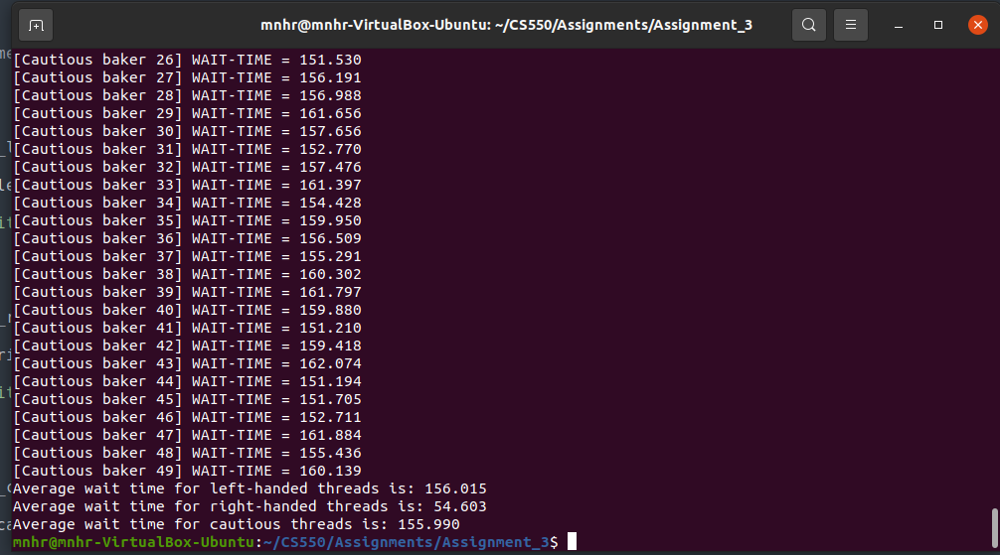 mnhr@mnhr-VirtualBox-Ubuntu: ~/CS550/Assignments/Assignment_3
[Cautious baker 26] WAIT-TIME = 151.530
[Cautious baker 27] WAIT-TIME = 156.191
[Cautious baker 28] WAIT-TIME = 156.988
[Cautious baker 29] WAIT-TIME = 161.656
[Cautious baker 30] WAIT-TIME = 157.656
[Cautious baker 31] WAIT-TIME = 152.770
[Cautious baker 32] WAIT-TIME = 157.476
[Cautious baker 33] WAIT-TIME = 161.397
[Cautious baker 34] WAIT-TIME = 154.428
[Cautious baker 35] WAIT-TIME = 159.950
[Cautious baker 36] WAIT-TIME = 156.509
[Cautious baker 37] WAIT-TIME = 155.291
[Cautious baker 38] WAIT-TIME = 160.302
[Cautious baker 39] WAIT-TIME = 161.797
[Cautious baker 40] WAIT-TIME = 159.880
[Cautious baker 41] WAIT-TIME = 151.210
[Cautious baker 42] WAIT-TIME = 159.418
[Cautious baker 43] WAIT-TIME = 162.074
[Cautious baker 44] WAIT-TIME = 151.194
[Cautious baker 45] WAIT-TIME = 151.705
[Cautious baker 46] WAIT-TIME = 152.711
[Cautious baker 47] WAIT-TIME = 161.884
[Cautious baker 48] WAIT-TIME = 155.436
[Cautious baker 49] WAIT-TIME = 160.139
Average wait time for left-handed threads is: 156.015
Average wait time for right-handed threads is: 54.603
Average wait time for cautious threads is: 155.990
mnhr@mnhr-VirtualBox-Ubuntu:~/CS550/Assignments/Assignment_3$